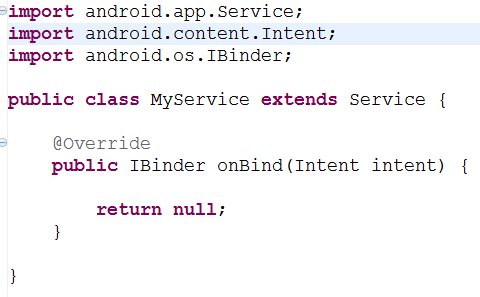 import android.app.Service;
import android.content.Intent;
import android.os.IBinder;
public class MyService extends Service {
@Override
public IBinder onBind(Intent intent) {
return null;
}
}